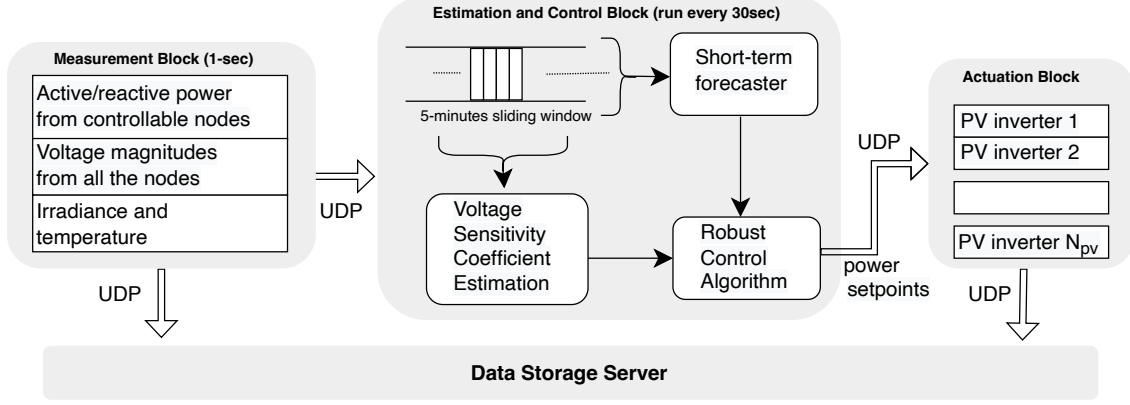 Estimation and Control Block (run every 30sec)
Measurement Block (1-sec)
Active/reactive power
from controllable nodes
Voltage magnitudes
from all the nodes
Irradiance and
temperature
UDP
UDP
5-minutes sliding window
Short-term
forecaster
Voltage
Sensitivity
Coefficient
Estimation
Robust
Control
Algorithm
UDP
power
setpoints
Actuation Block
PV inverter 1
PV inverter 2
PV inverter Npv
UDP
Data Storage Server